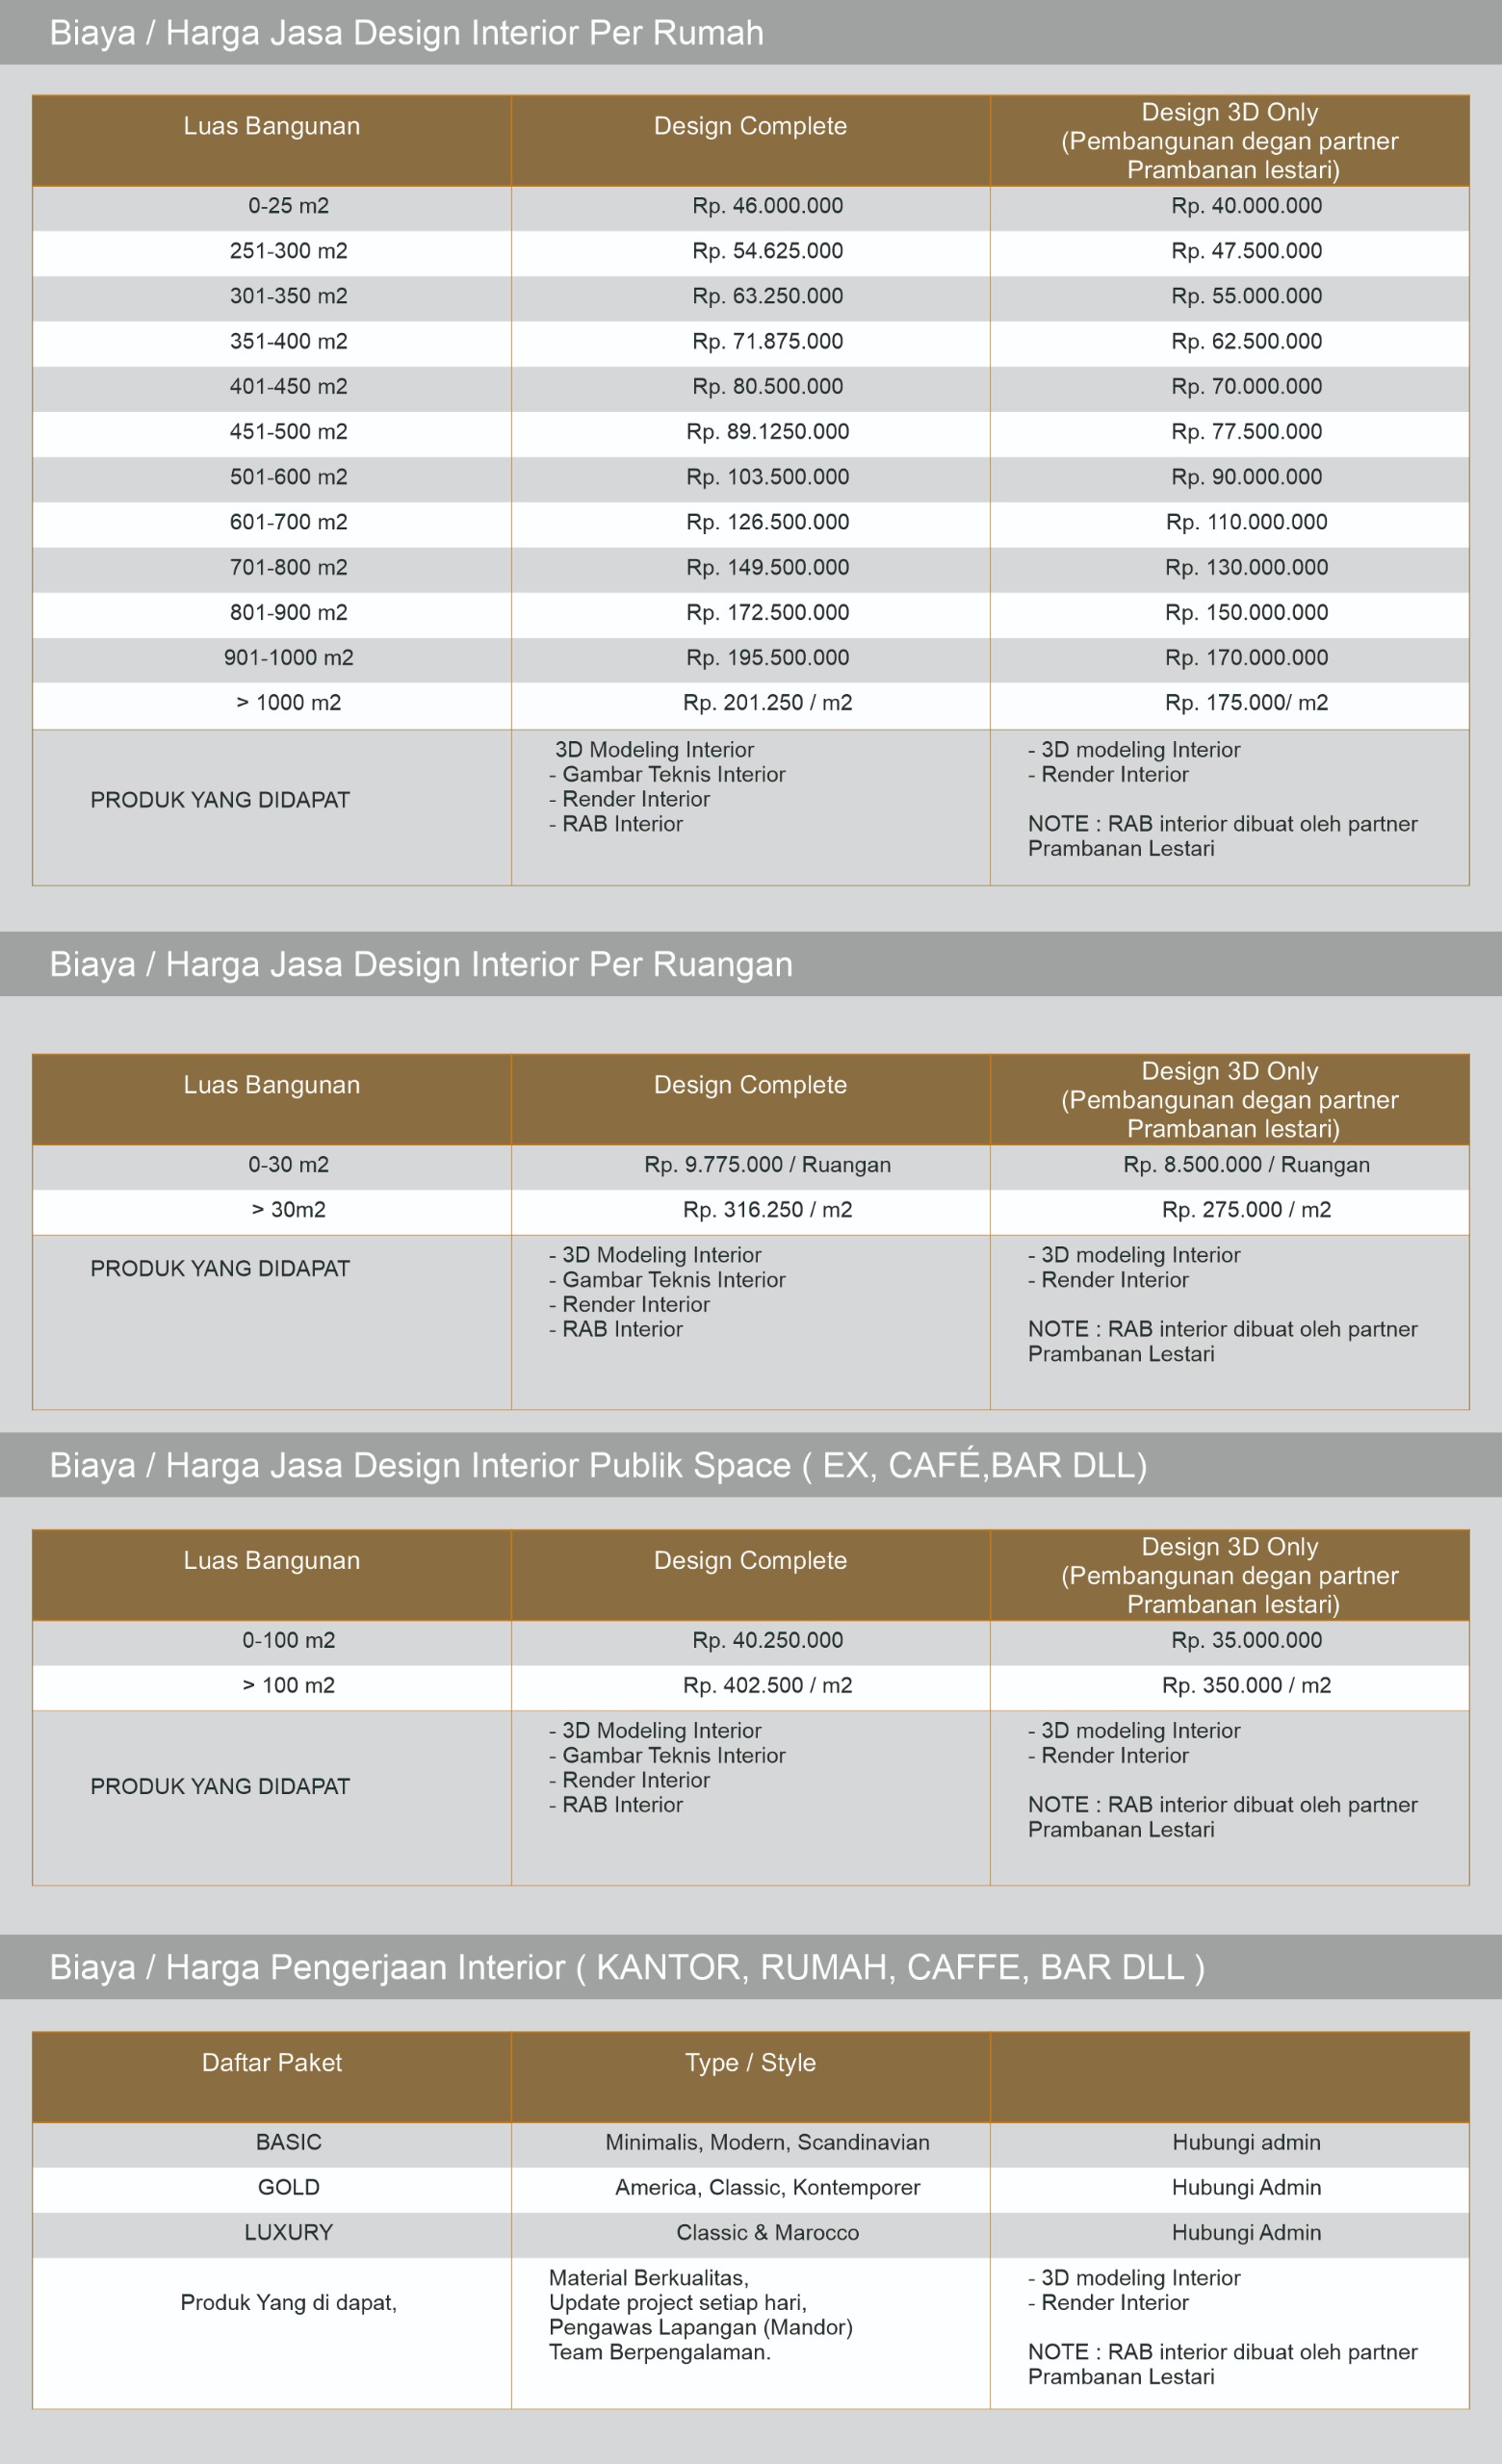 Biaya / Harga Jasa Design Interior Per Rumah
Luas Bangunan
Design Complete
Design 3D Only
(Pembangunan degan partner
Prambanan lestari)
0-25 m2 Rp. 46.000.000 Rp. 40.000.000
251-300 m2 Rp. 54.625.000 Rp. 47.500.000
301-350 m2 Rp. 63.250.000 Rp. 55.000.000
351-400 m2 Rp. 71.875.000 Rp. 62.500.000
401-450 m2 Rp. 80.500.000 Rp. 70.000.000
451-500 m2 Rp. 89.1250.000 Rp. 77.500.000
501-600 m2 Rp. 103.500.000 Rp. 90.000.000
601-700 m2 Rp. 126.500.000 Rp. 110.000.000
701-800 m2 Rp. 149.500.000 Rp. 130.000.000
801-900 m2 Rp. 172.500.000 Rp. 150.000.000
901-1000 m2 Rp. 195.500.000 Rp. 170.000.000
> 1000 m2 Rp. 201.250 / m2 Rp. 175.000/ m2
PRODUK YANG DIDAPAT
3D Modeling Interior
- Gambar Teknis Interior
- Render Interior
- RAB Interior
- 3D modeling Interior
- Render Interior
NOTE : RAB interior dibuat oleh partner
Prambanan Lestari
Biaya / Harga Jasa Design Interior Per Ruangan
Luas Bangunan
Design Complete
Design 3D Only
(Pembangunan degan partner
Prambanan lestari)
0-30 m2 Rp. 9.775.000 / Ruangan Rp. 8.500.000 / Ruangan
> 30m2 Rp. 316.250 / m2 Rp. 275.000 / m2
PRODUK YANG DIDAPAT
- 3D Modeling Interior
- Gambar Teknis Interior
- Render Interior
- RAB Interior
- 3D modeling Interior
- Render Interior
NOTE : RAB interior dibuat oleh partner
Prambanan Lestari
Biaya / Harga Jasa Design Interior Publik Space ( EX, CAFÉ,BAR DLL)
Luas Bangunan
Design Complete
Design 3D Only
(Pembangunan degan partner
Prambanan lestari)
0-100 m2 Rp. 40.250.000 Rp. 35.000.000
> 100 m2 Rp. 402.500 / m2 Rp. 350.000 / m2
PRODUK YANG DIDAPAT
- 3D Modeling Interior
- Gambar Teknis Interior
- Render Interior
- RAB Interior
- 3D modeling Interior
- Render Interior
NOTE : RAB interior dibuat oleh partner
Prambanan Lestari
Biaya / Harga Pengerjaan Interior ( KANTOR, RUMAH, CAFFE, BAR DLL )
Daftar Paket Type / Style
BASIC Minimalis, Modern, Scandinavian Hubungi admin
GOLD America, Classic, Kontemporer Hubungi Admin
LUXURY Classic & Marocco Hubungi Admin
Produk Yang di dapat,
Material Berkualitas,
Update project setiap hari,
Pengawas Lapangan (Mandor)
Team Berpengalaman.
- 3D modeling Interior
- Render Interior
NOTE : RAB interior dibuat oleh partner
Prambanan Lestari